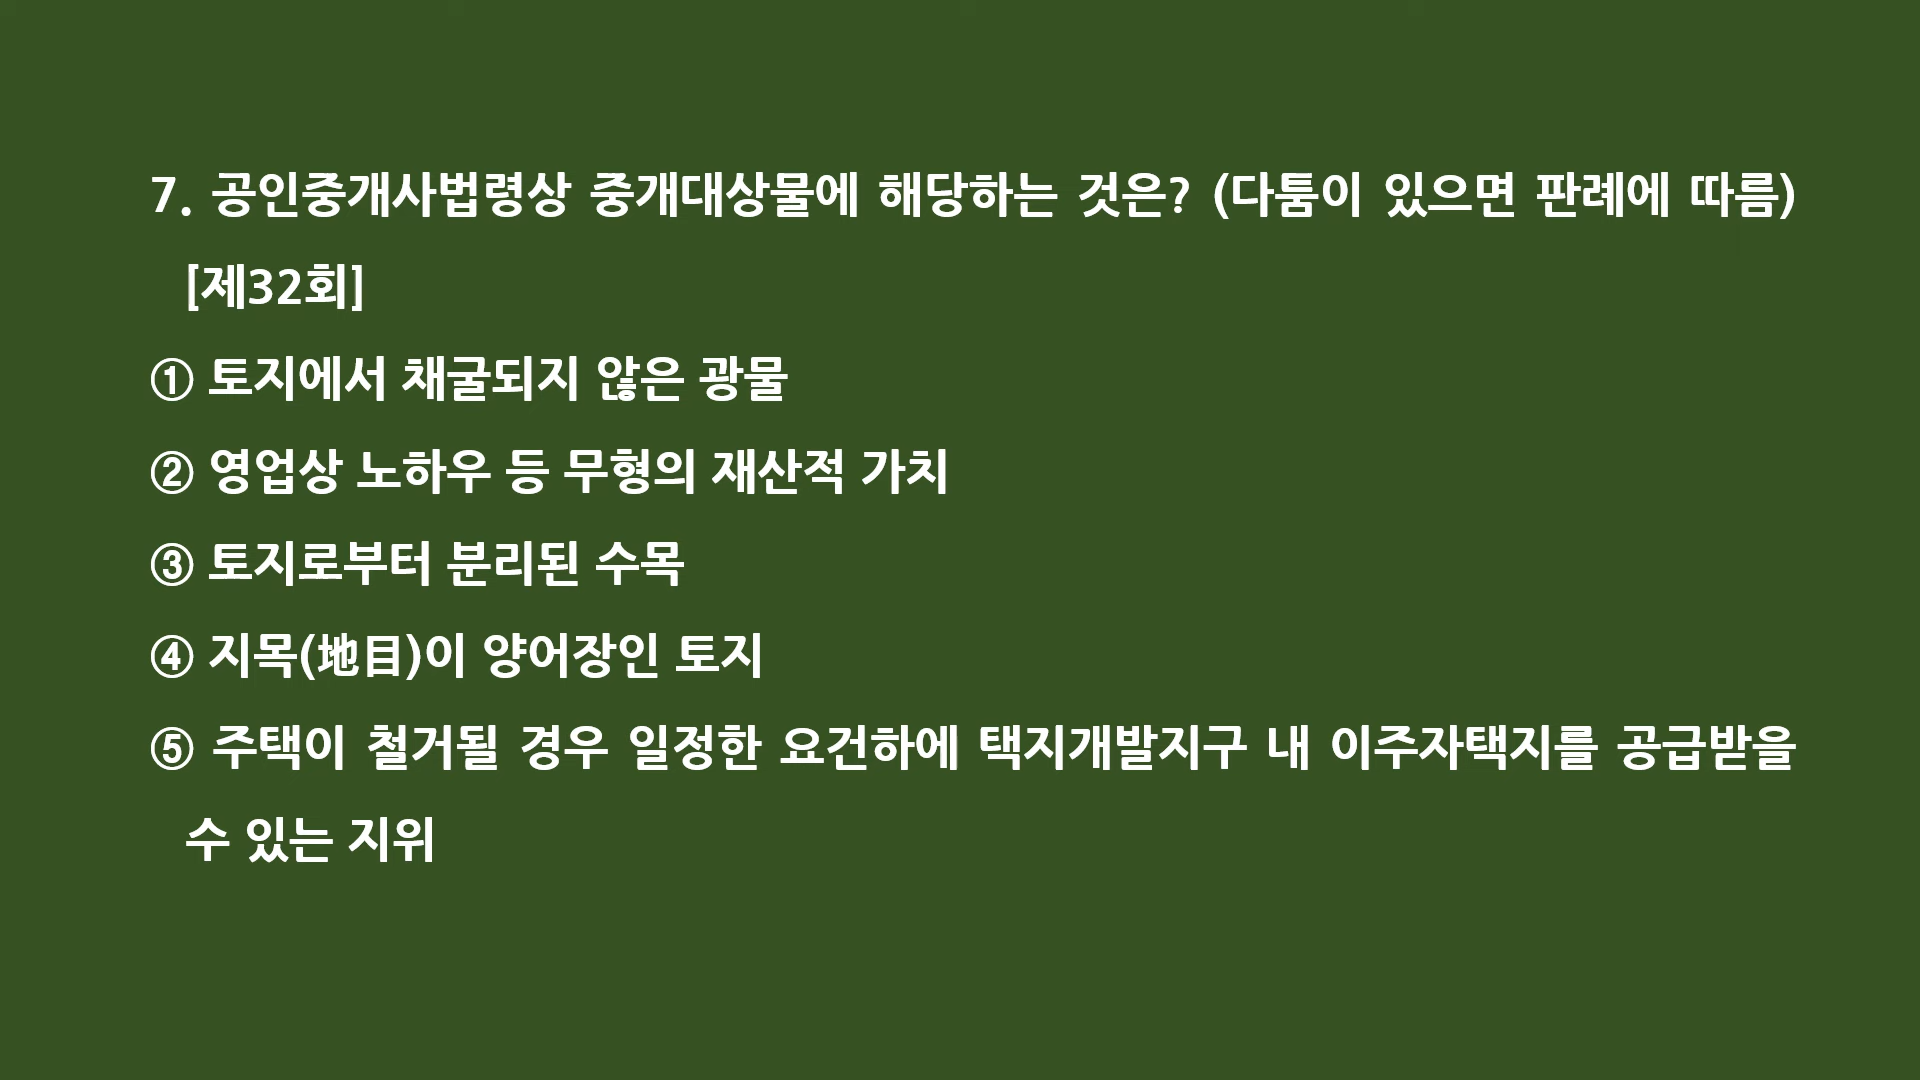 7. 공인중개사법령상 중개대상물에 해당하는 것은? (다툼이 있으면 판례에 따름)
[제32회]
① 토지에서 채굴되지 않은 광물
② 영업상 노하우 등 무형의 재산적 가치
③ 토지로부터 분리된 수목
④ 지목(地目)이 양어장인 토지
⑤ 주택이 철거될 경우 일정한 요건하에 택지개발지구 내 이주자택지를 공급받을
수 있는 지위